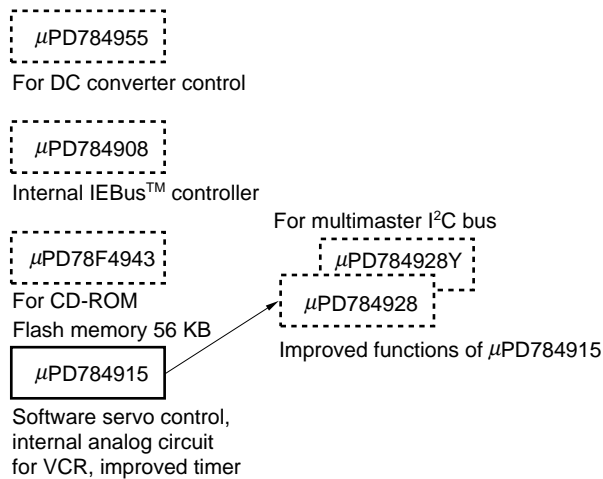 μPD784955
For DC converter control
μPD784908
Internal IEBus™ controller
For multimaster I²C bus
μPD78F4943
μPD784928Y
For CD-ROM
Flash memory 56 KB
μPD784928
Improved functions of μPD784915
μPD784915
Software servo control,
internal analog circuit
for VCR, improved timer